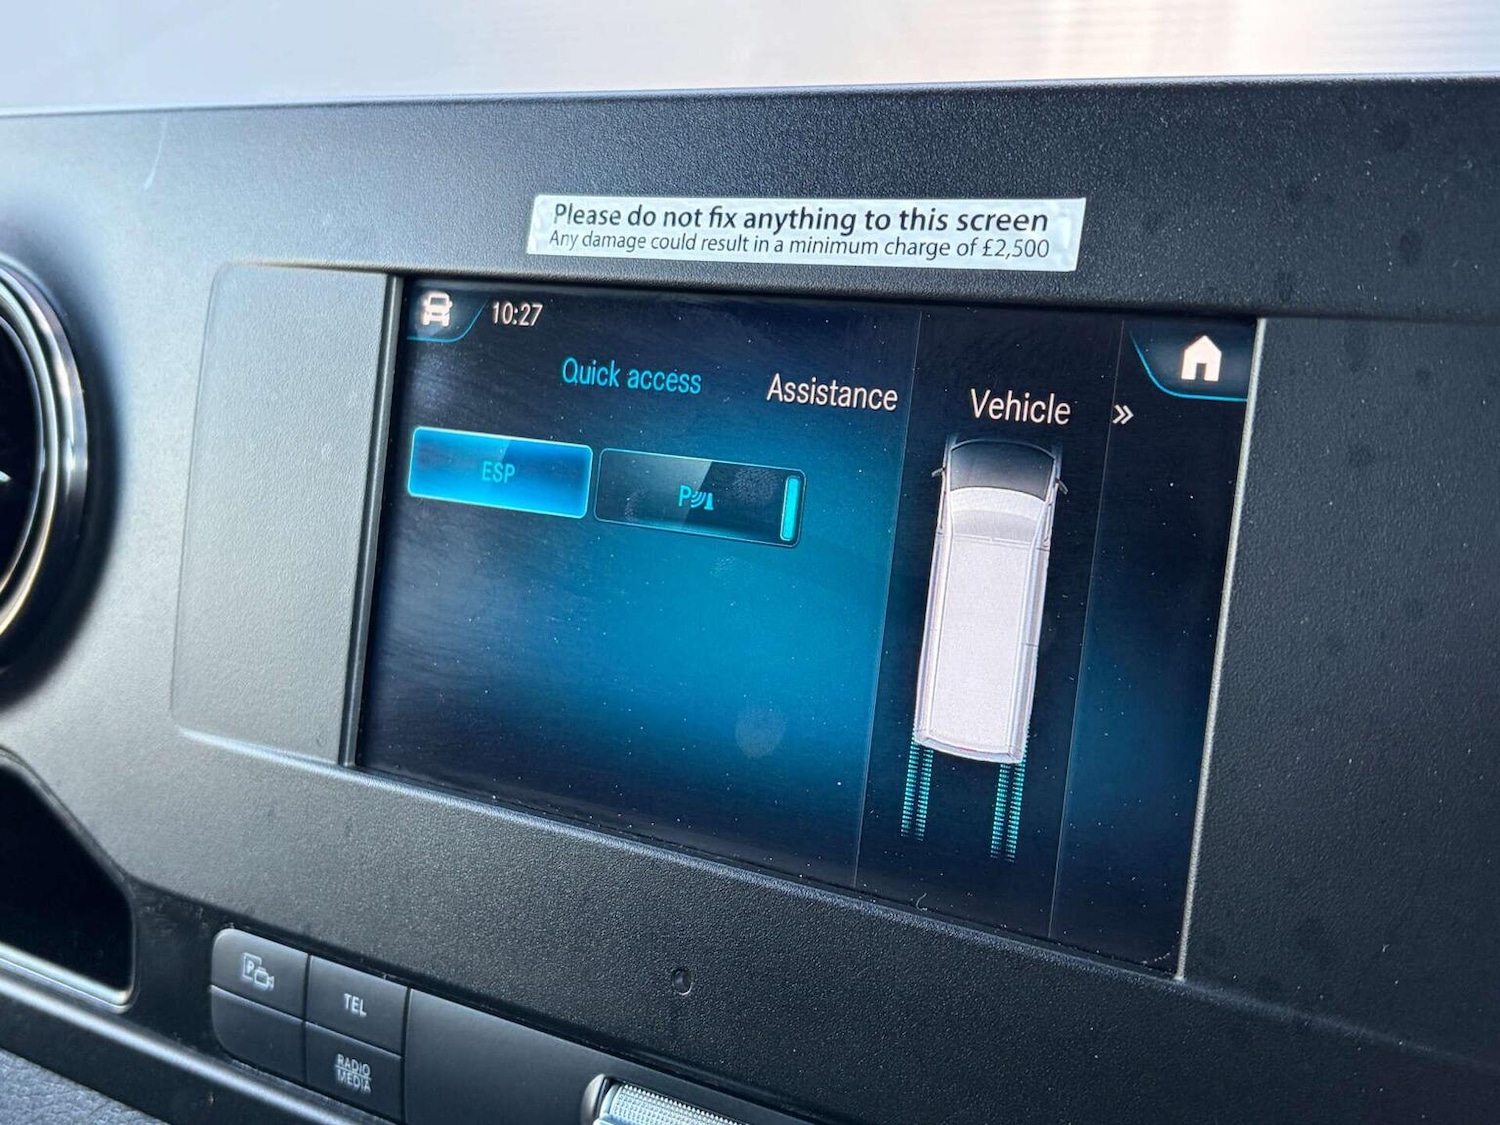 Please do not fix anything to this screen
Any damage could result in a minimum charge of £2,500
10:27
Quick access
Assistance
Vehicle »
ESP
P
P
TEL
RADIO
MEDIA